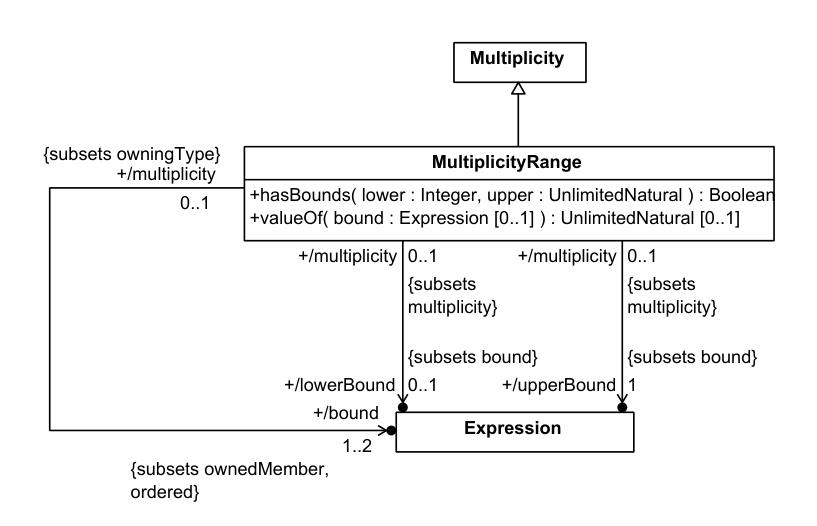 Multiplicity
{subsets owningType}
+/multiplicity
0..1
MultiplicityRange
+hasBounds( lower : Integer, upper : UnlimitedNatural ) : Boolean
+valueOf( bound : Expression [0..1] ) : UnlimitedNatural [0..1]
+/multiplicity 0..1
{subsets
multiplicity}
{subsets bound}
+/lowerBound 0..1
+/multiplicity 0..1
{subsets
multiplicity}
{subsets bound}
+/upperBound 1
+/bound
1..2
{subsets ownedMember,
ordered}
Expression